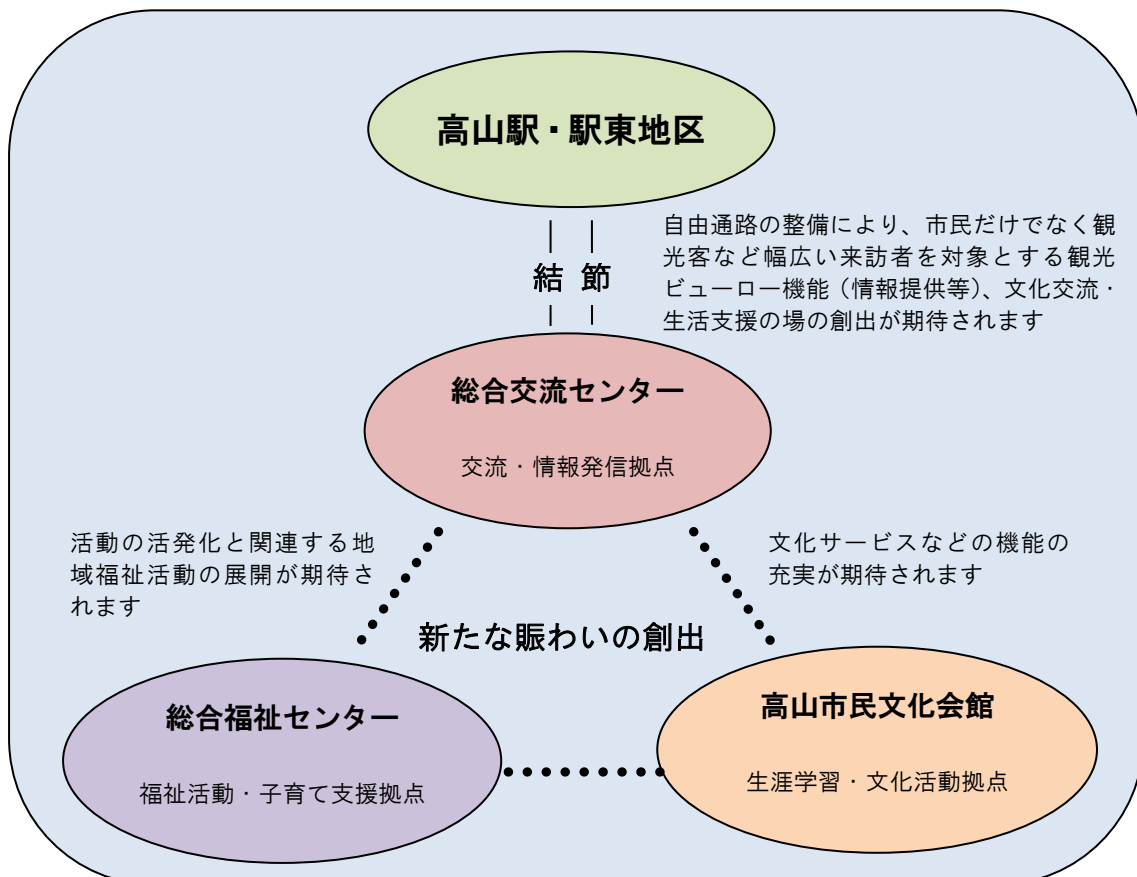 高山駅・駅東地区
自由通路の整備により、市民だけでなく観
光客など幅広い来訪者を対象とする観光
ビューロー機能（情報提供等）、文化交流・
生活支援の場の創出が期待されます
結 節
総合交流センター
交流・情報発信拠点
活動の活発化と関連する地
域福祉活動の展開が期待さ
れます
文化サービスなどの機能の
充実が期待されます
新たな賑わいの創出
総合福祉センター
福祉活動・子育て支援拠点
高山市民文化会館
生涯学習・文化活動拠点